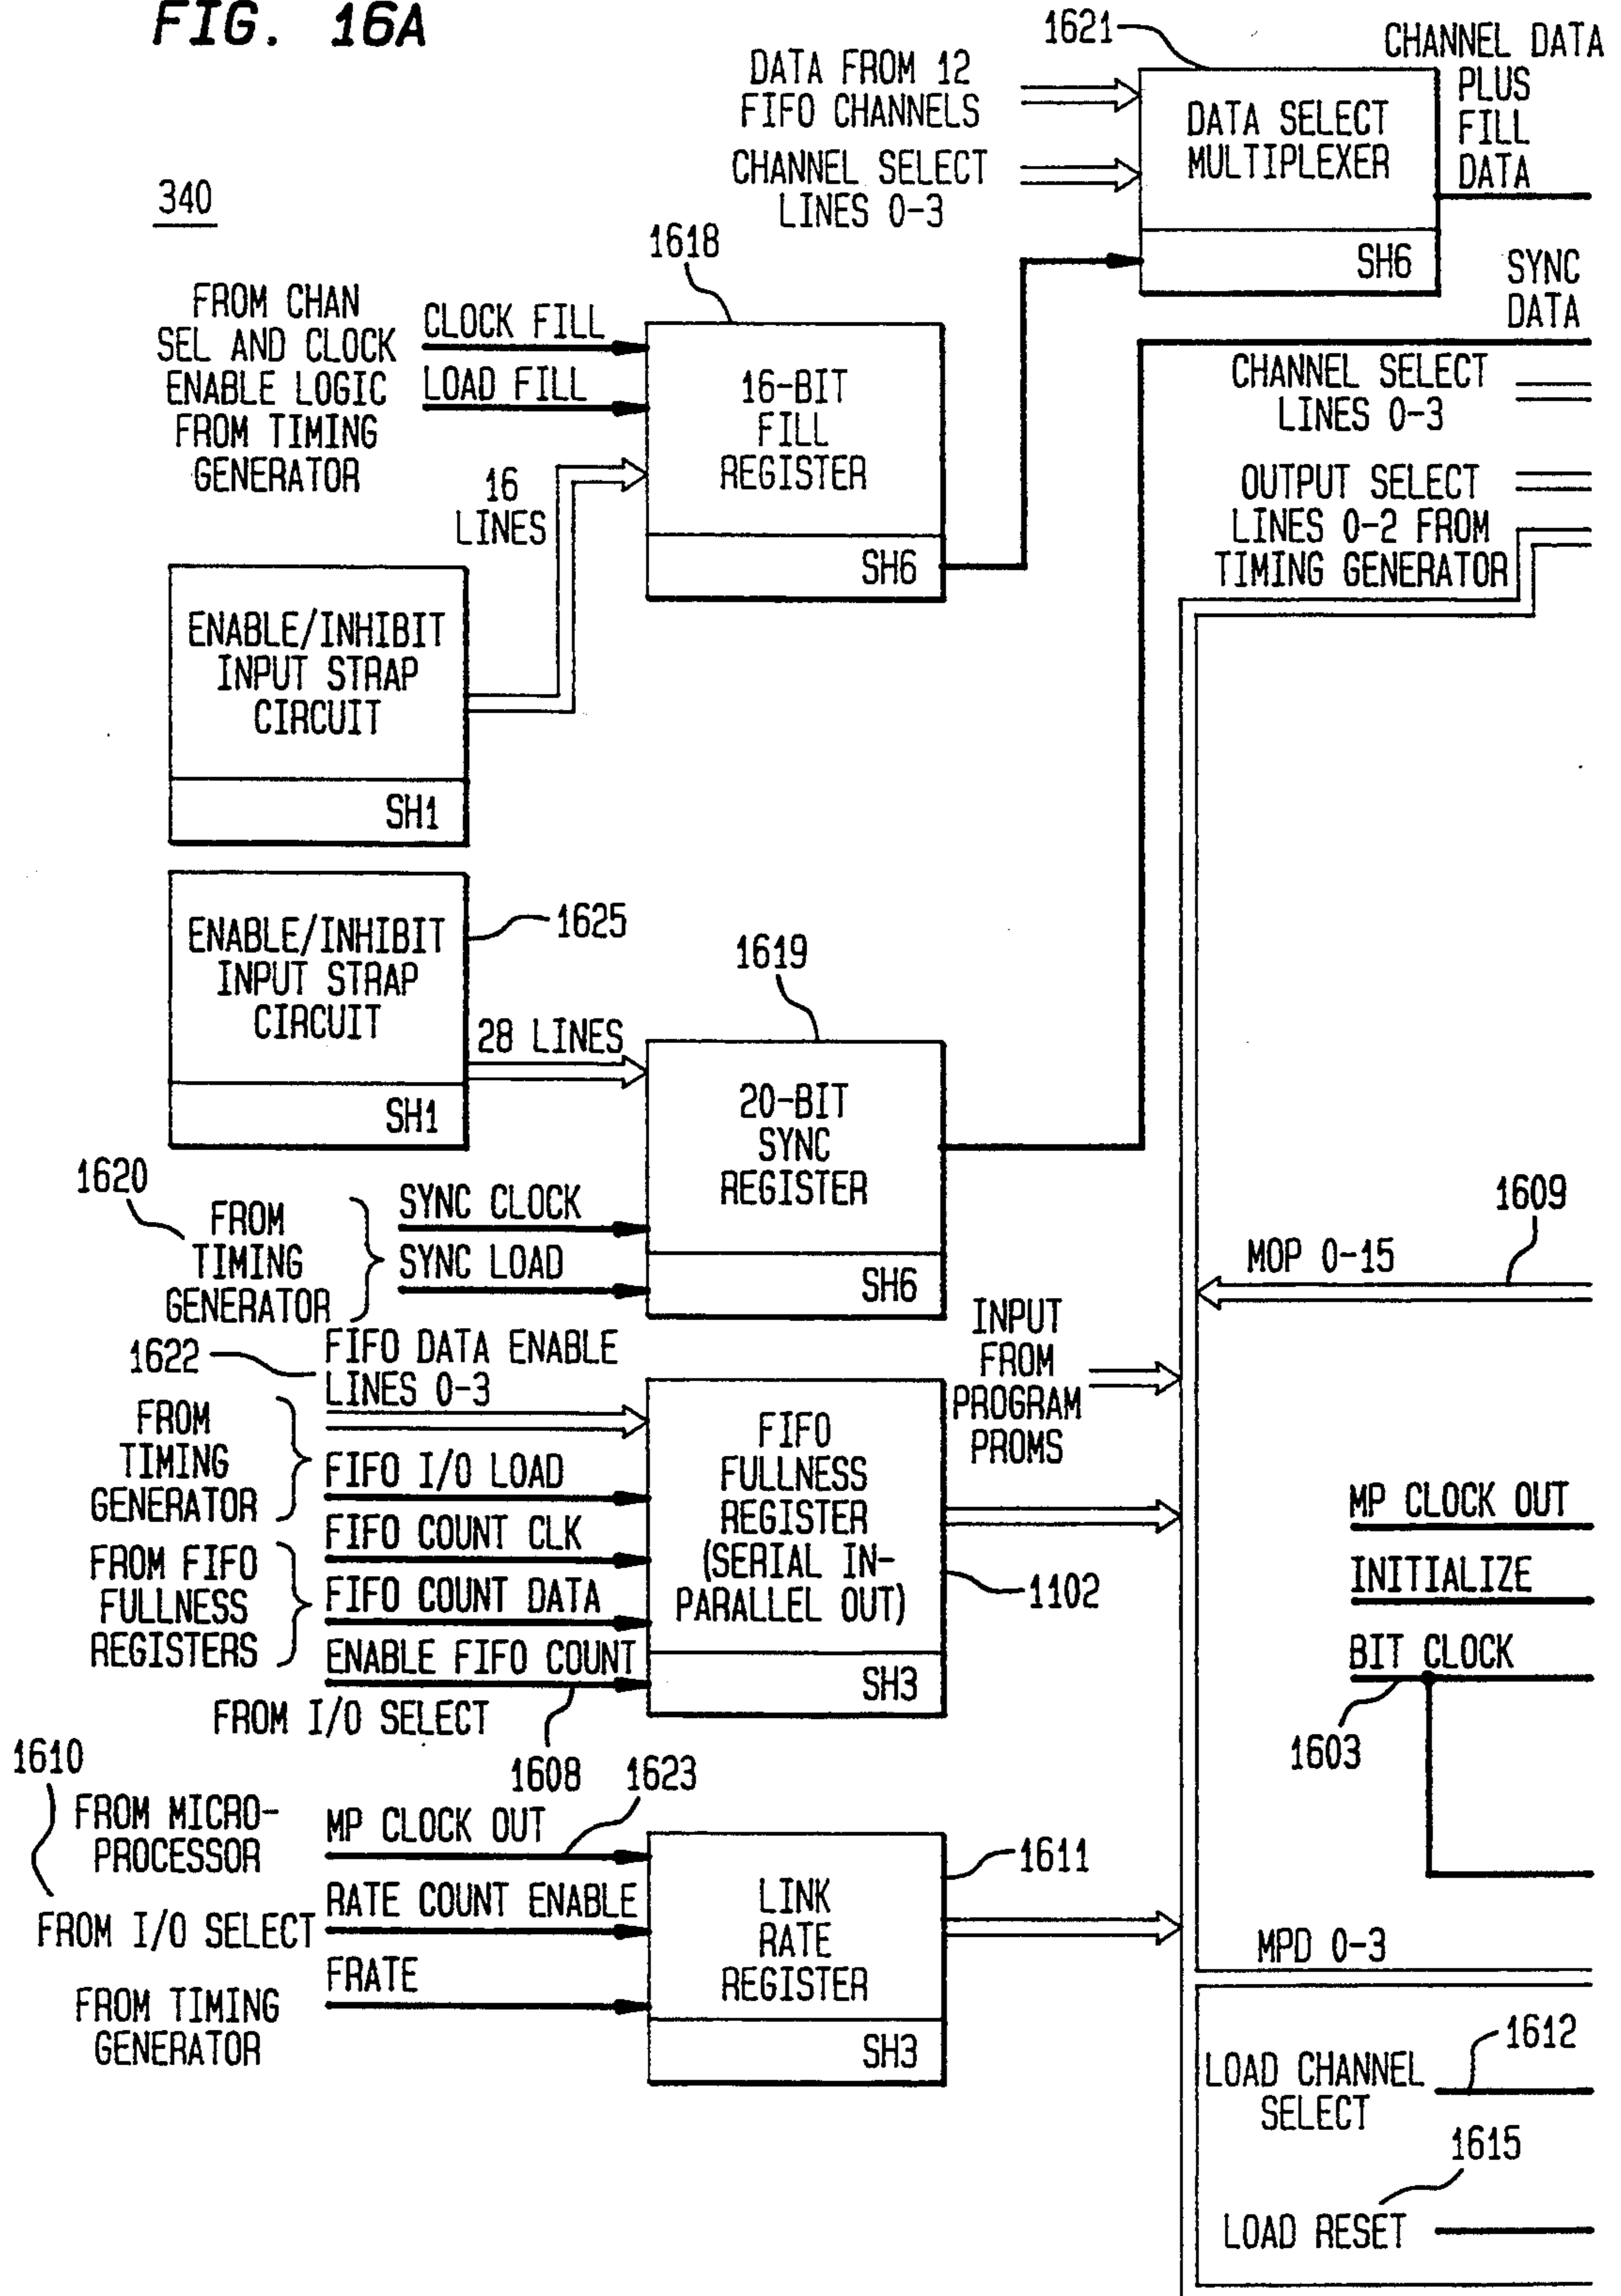 FIG. 16A
340
1621
DATA FROM 12
FIFO CHANNELS
CHANNEL SELECT
LINES 0-3
DATA SELECT
MULTIPLEXER
SH6
CHANNEL DATA
PLUS
FILL
DATA
SYNC
DATA
CHANNEL SELECT
LINES 0-3
OUTPUT SELECT
LINES 0-2 FROM
TIMING GENERATOR
1618
FROM CHAN
SEL AND CLOCK
ENABLE LOGIC
FROM TIMING
GENERATOR
CLOCK FILL
LOAD FILL
16
LINES
16-BIT
FILL
REGISTER
SH6
ENABLE/INHIBIT
INPUT STRAP
CIRCUIT
SH1
ENABLE/INHIBIT
INPUT STRAP
CIRCUIT
SH1
1625
28 LINES
1619
20-BIT
SYNC
REGISTER
SH6
1620
FROM
TIMING
GENERATOR
SYNC CLOCK
SYNC LOAD
1609
MOP 0-15
INPUT
FROM
PROGRAM
PROMS
1622
FIFO DATA ENABLE
LINES 0-3
FROM
TIMING
GENERATOR
FIFO I/O LOAD
FIFO COUNT CLK
FROM FIFO
FULLNESS
REGISTERS
FIFO COUNT DATA
ENABLE FIFO COUNT
FROM I/O SELECT
1608
FIFO
FULLNESS
REGISTER
(SERIAL IN-
PARALLEL OUT)
SH3
1102
MP CLOCK OUT
INITIALIZE
BIT CLOCK
1603
1610
FROM MICRO-
PROCESSOR
MP CLOCK OUT
1623
FROM I/O SELECT
RATE COUNT ENABLE
FRATE
FROM TIMING
GENERATOR
LINK
RATE
REGISTER
SH3
1611
MPD 0-3
1612
LOAD CHANNEL
SELECT
1615
LOAD RESET